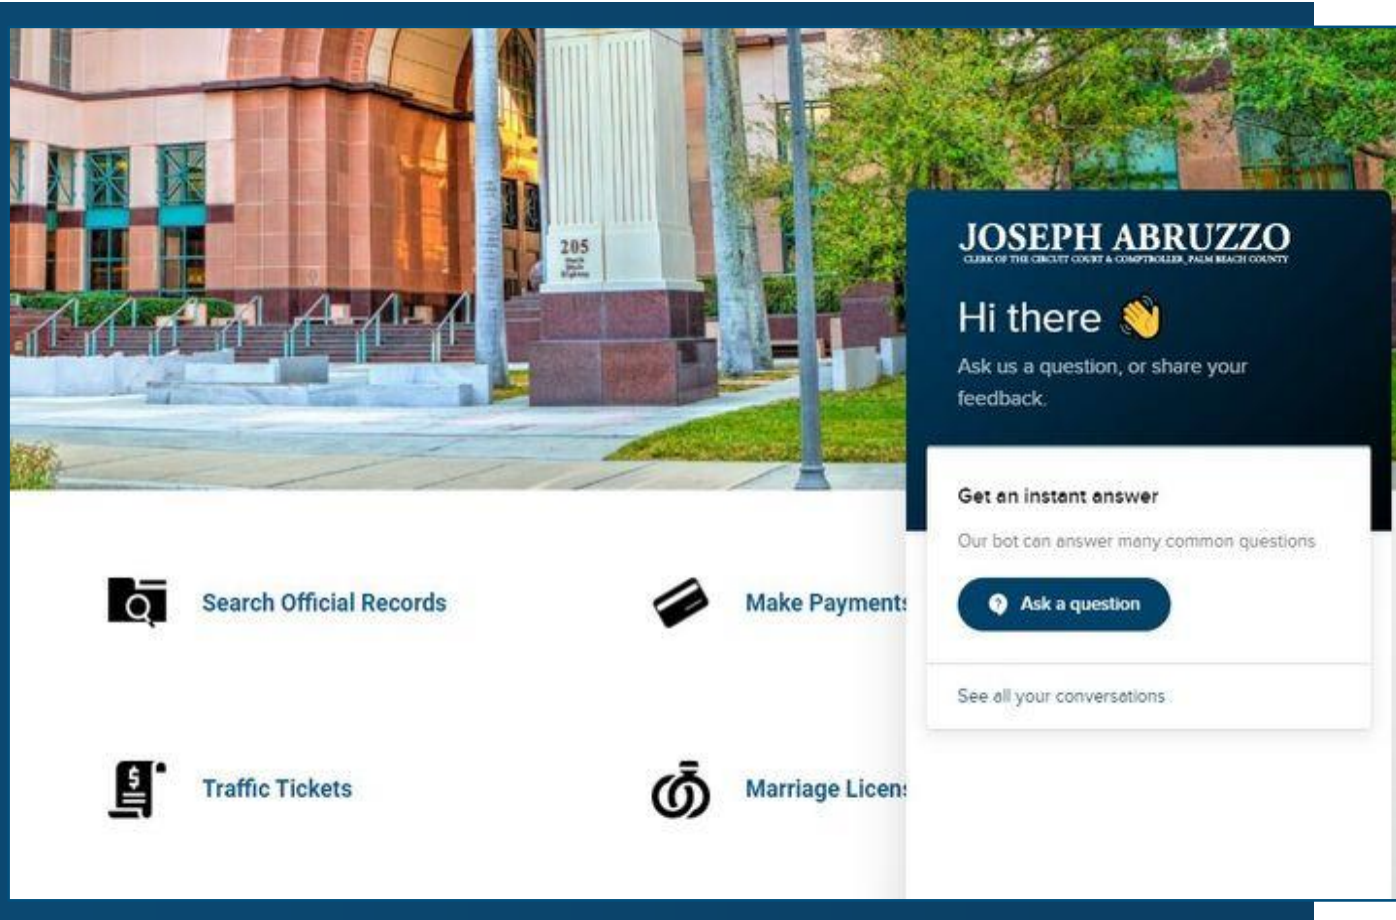 205
JOSEPH ABRUZZO
CLERK OF THE CIRCUIT COURT & COMPTROLLER, PALM BEACH COUNTY
Hi there 👋
Ask us a question, or share your
feedback.
Get an instant answer
Our bot can answer many common questions
Ask a question
See all your conversations
Search Official Records
Make Payments
Traffic Tickets
Marriage Licens